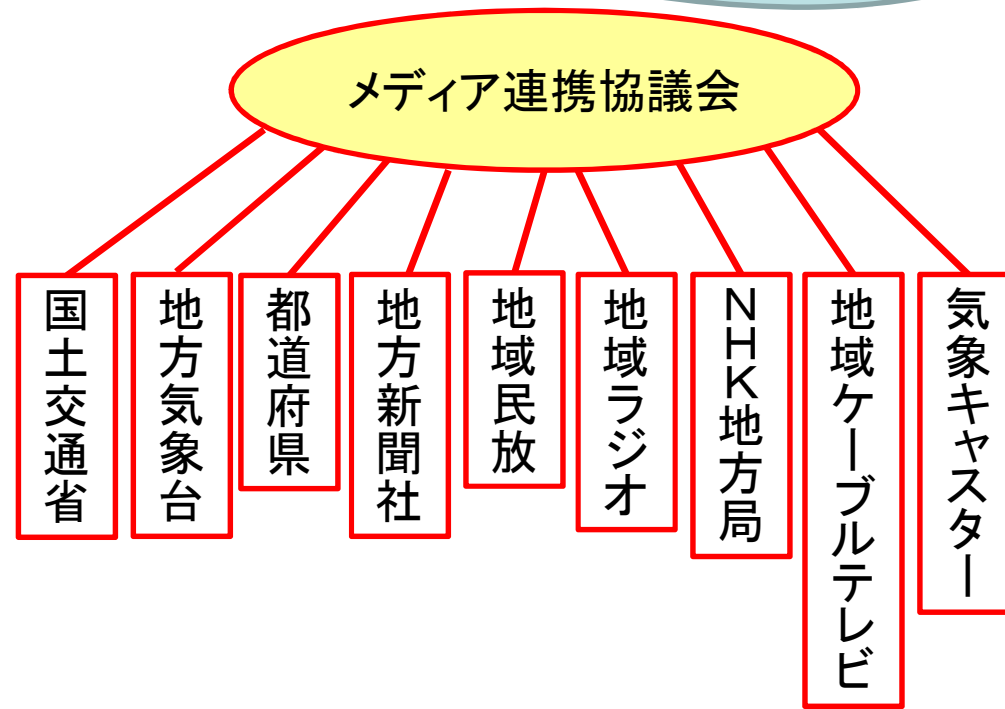 メディア連携協議会
国土交通省
地方気象台
都道府県
地方新聞社
地域民放
地域ラジオ
ＮＨＫ地方局
地域ケーブルテレビ
気象キャスター